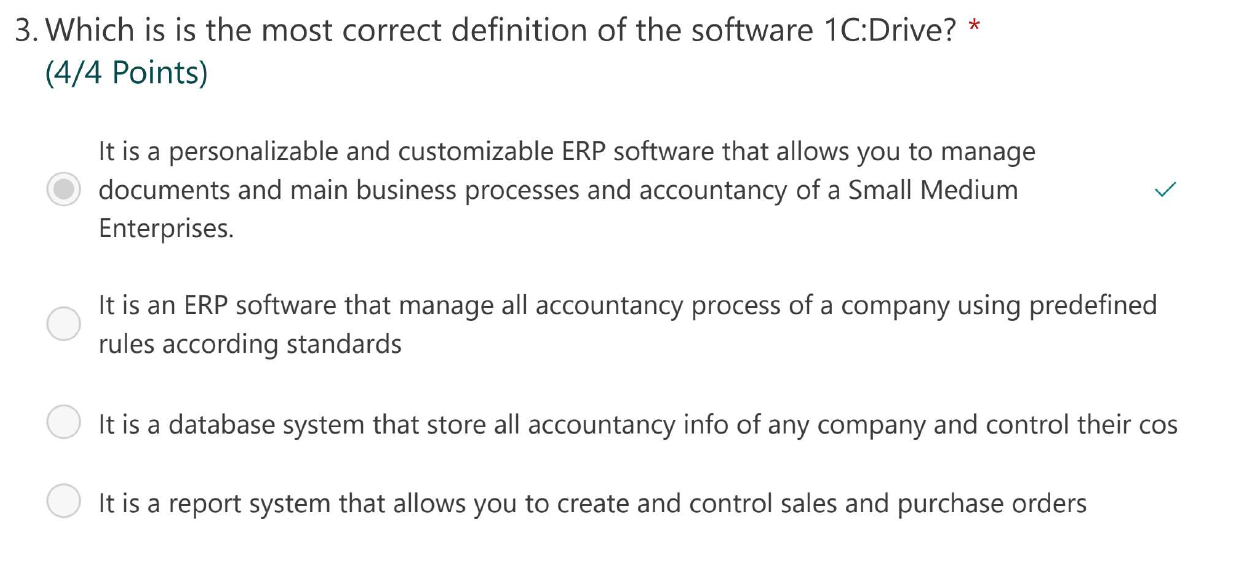 3. Which is is the most correct definition of the software 1C:Drive? *
(4/4 Points)
It is a personalizable and customizable ERP software that allows you to manage
documents and main business processes and accountancy of a Small Medium
Enterprises.
It is an ERP software that manage all accountancy process of a company using predefined
rules according standards
It is a database system that store all accountancy info of any company and control their cos
It is a report system that allows you to create and control sales and purchase orders